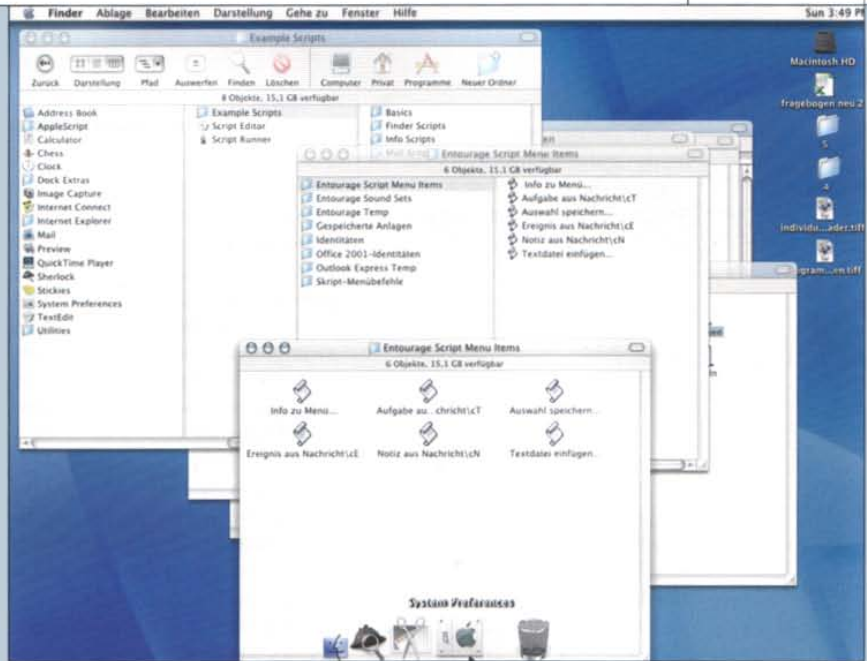 Finder Ablage Bearbeiten Darstellung Gehe zu Fenster Hilfe
Sun 3:49
Example Scripts
Zurück Darstellung Pfad Auswerfen Finden Löschen Computer Privat Programme Neuer Ordner
8 Objekte, 15,1 GB verfügbar
Address Book
AppleScript
Calculator
Chess
Clock
Dock Extras
Image Capture
Internet Connect
Internet Explorer
Mail
Preview
QuickTime Player
Sherlock
Stickies
System Preferences
TextEdit
Utilities
Example Scripts
Script Editor
Script Runner
Basics
Finder Scripts
Info Scripts
Entourage Script Menu Items
6 Objekte, 15,1 GB verfügbar
Entourage Script Menu Items
Entourage Sound Sets
Entourage Temp
Gespeicherte Anlagen
Identitäten
Office 2001-Identitäten
Outlook Express Temp
Skript-Menübefehle
Info zu Menü...
Aufgabe aus Nachricht\cT
Auswahl speichern...
Ereignis aus Nachricht\cE
Notiz aus Nachricht\cN
Textdatei einfügen...
Entourage Script Menu Items
6 Objekte, 15,1 GB verfügbar
Info zu Menü... Aufgabe au...chricht\cT Auswahl speichern...
Ereignis aus Nachricht\cE Notiz aus Nachricht\cN Textdatei einfügen...
System Preferences
Macintosh HD
fragebogen neu.2
5
4
individu...ader.tiff